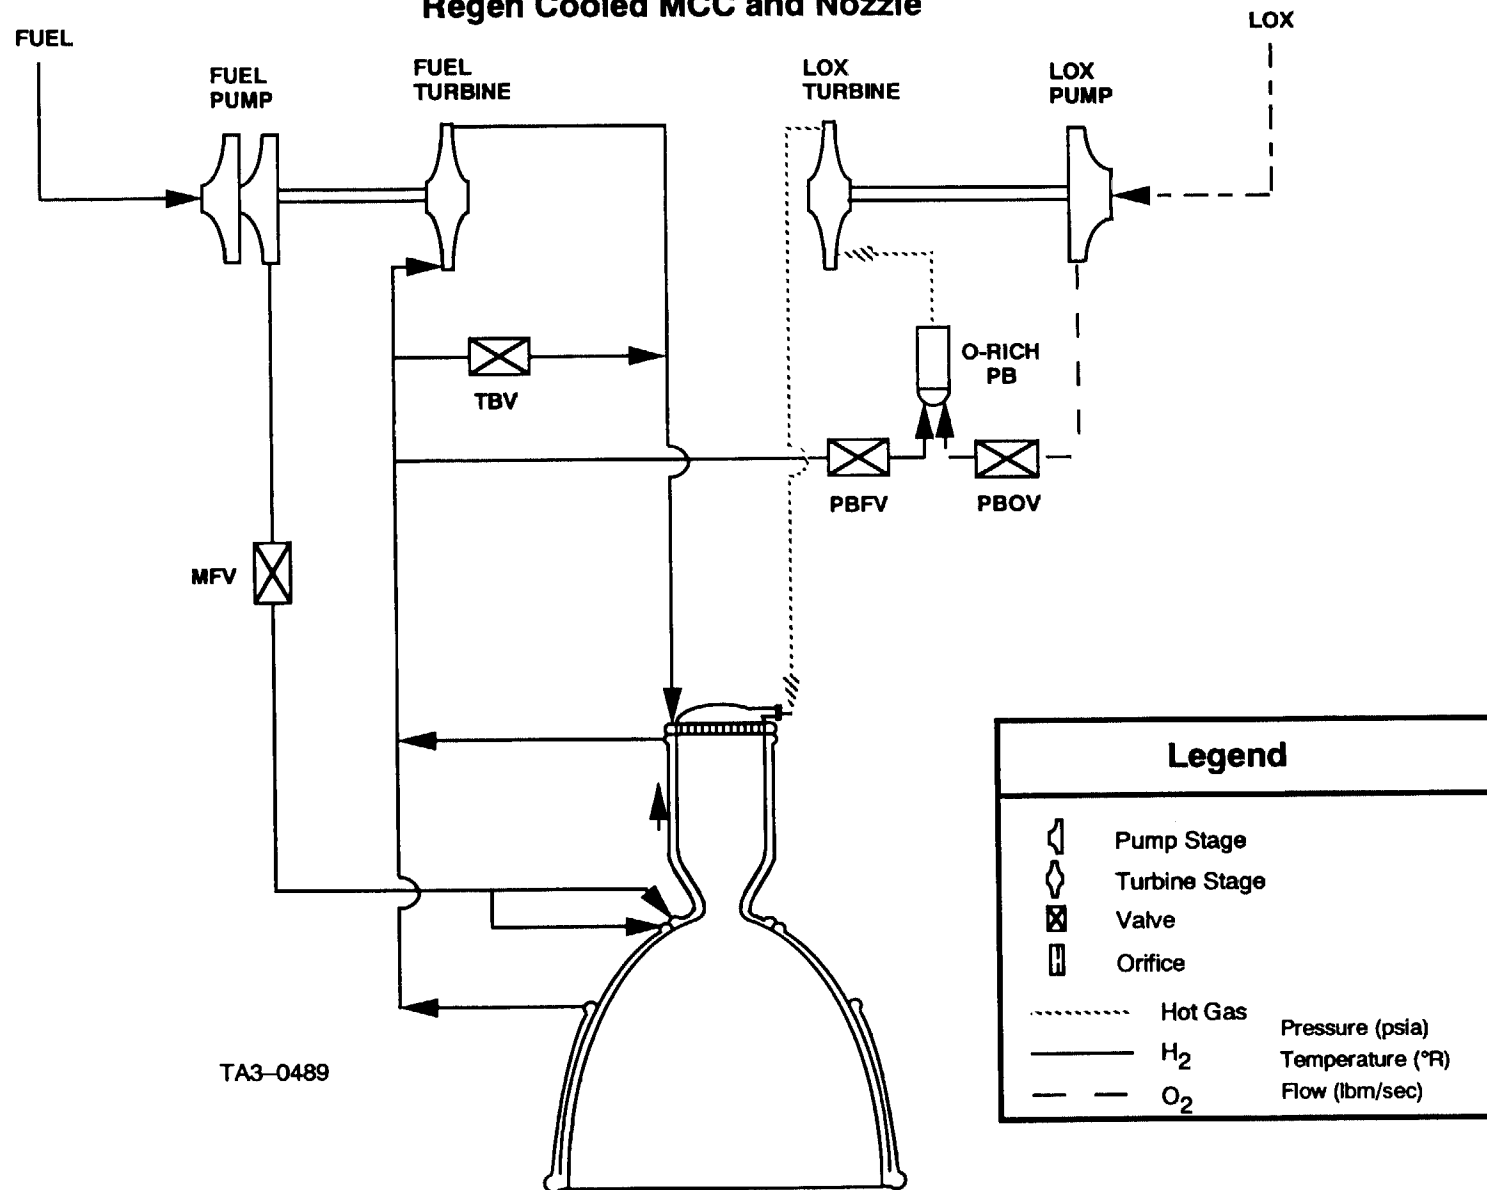 Regen Cooled MCC and Nozzle
FUEL
LOX
FUEL
PUMP
FUEL
TURBINE
LOX
TURBINE
LOX
PUMP
TBV
O-RICH
PB
PBFV
PBOV
MFV
Legend
Pump Stage
Turbine Stage
Valve
Orifice
Hot Gas
H2
O2
Pressure (psia)
Temperature (°R)
Flow (lbm/sec)
TA3-0489